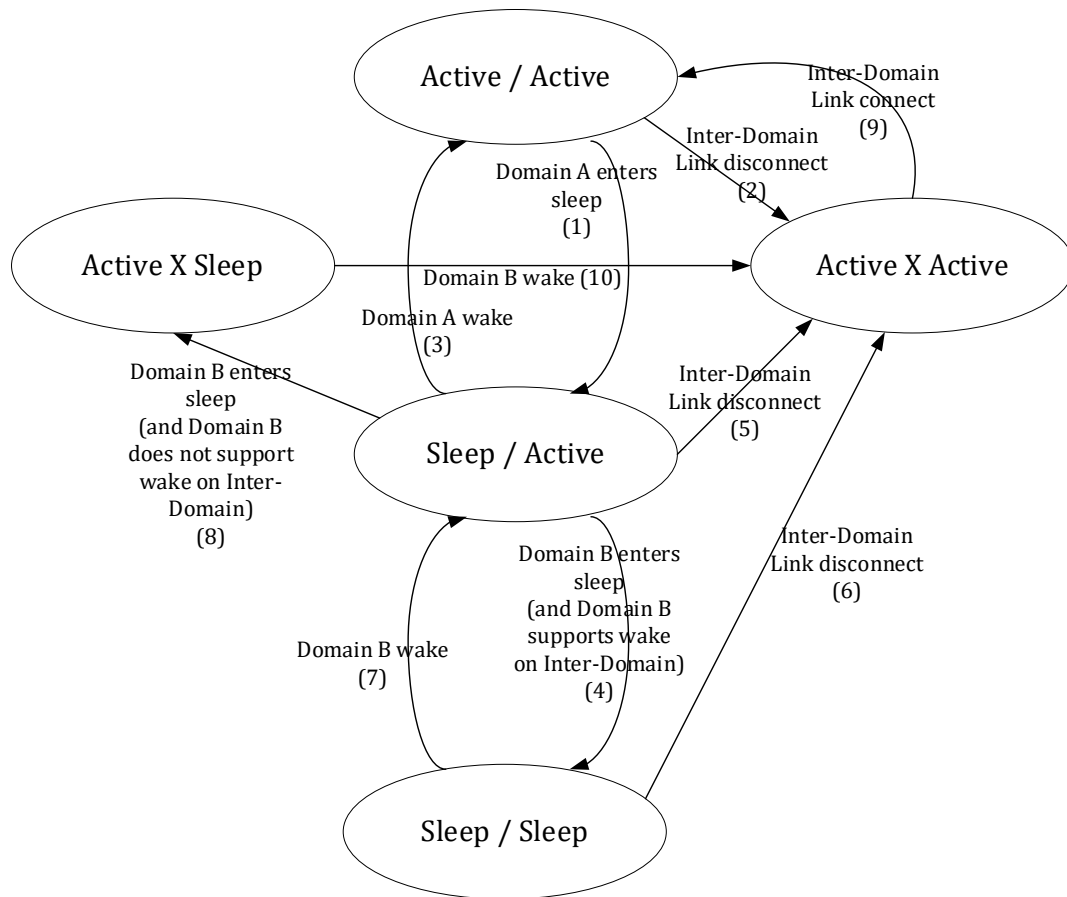 Active / Active
Inter-Domain
Link connect
(9)
Inter-Domain
Link disconnect
(2)
Domain A enters
sleep
(1)
Active X Sleep
Active X Active
Domain B wake (10)
Domain A wake
(3)
Domain B enters
sleep
(and Domain B
does not support
wake on Inter-
Domain)
(8)
Inter-Domain
Link disconnect
(5)
Sleep / Active
Domain B enters
sleep
(and Domain B
supports wake
on Inter-Domain)
(4)
Inter-Domain
Link disconnect
(6)
Domain B wake
(7)
Sleep / Sleep